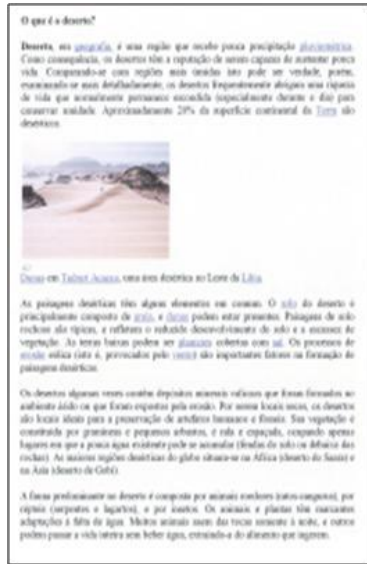 O que é o deserto?
Deserto, em geografia, é uma região que recebe pouca precipitação pluviométrica.
Como consequência, os desertos têm a reputação de serem capazes de sustentar pouca
vida. Comparando-se com regiões mais úmidas isto pode ser verdade, porém,
examinando-se mais detalhadamente, os desertos frequentemente abrigam uma riqueza
de vida que normalmente permanece escondida (especialmente durante o dia) para
conservar umidade. Aproximadamente 20% da superfície continental da Terra são
desérticos.
Dunas em Tadrart Acacus, uma área desértica no Leste da Líbia.
As paisagens desérticas têm alguns elementos em comum. O solo do deserto é
principalmente composto de areia, e dunas podem estar presentes. Paisagens de solo
rochoso são típicas, e refletem o reduzido desenvolvimento do solo e a escassez de
vegetação. As terras baixas podem ser planícies cobertas com sal. Os processos de
erosão eólica (isto é, provocados pelo vento) são importantes fatores na formação de
paisagens desérticas.
Os desertos algumas vezes contêm depósitos minerais valiosos que foram formados no
ambiente árido ou que foram expostos pela erosão. Por serem locais secos, os desertos
são locais ideais para a preservação de artefatos humanos e fósseis. Sua vegetação é
constituída por gramíneas e pequenos arbustos, é rala e espaçada, ocupando apenas
lugares em que a pouca água existente pode se acumular (fendas do solo ou debaixo das
rochas). As maiores regiões desérticas do globo situam-se na África (deserto do Saara) e
na Ásia (deserto de Gobi).
A fauna predominante no deserto é composta por animais roedores (ratos-cangurus), por
répteis (serpentes e lagartos), e por insetos. Os animais e plantas têm marcantes
adaptações à falta de água. Muitos animais saem das tocas somente à noite, e outros
podem passar a vida inteira sem beber água, extraindo-a do alimento que ingerem.